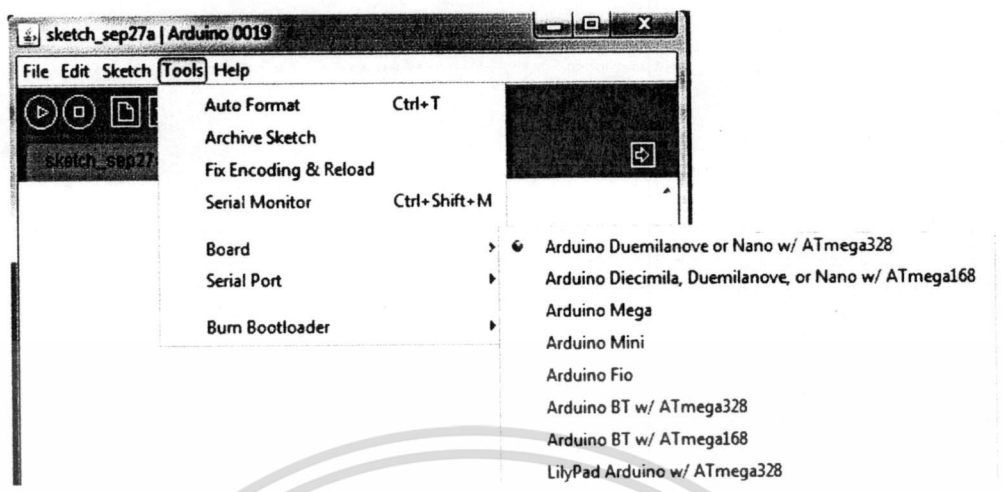 sketch_sep27a | Arduino 0019
File Edit Sketch Tools Help
Auto Format Ctrl+T
Archive Sketch
sketch_sep27
Fix Encoding & Reload
Serial Monitor Ctrl+Shift+M
Board
Serial Port
Burn Bootloader
Arduino Duemilanove or Nano w/ ATmega328
Arduino Diecimila, Duemilanove, or Nano w/ ATmega168
Arduino Mega
Arduino Mini
Arduino Fio
Arduino BT w/ ATmega328
Arduino BT w/ ATmega168
LilyPad Arduino w/ ATmega328